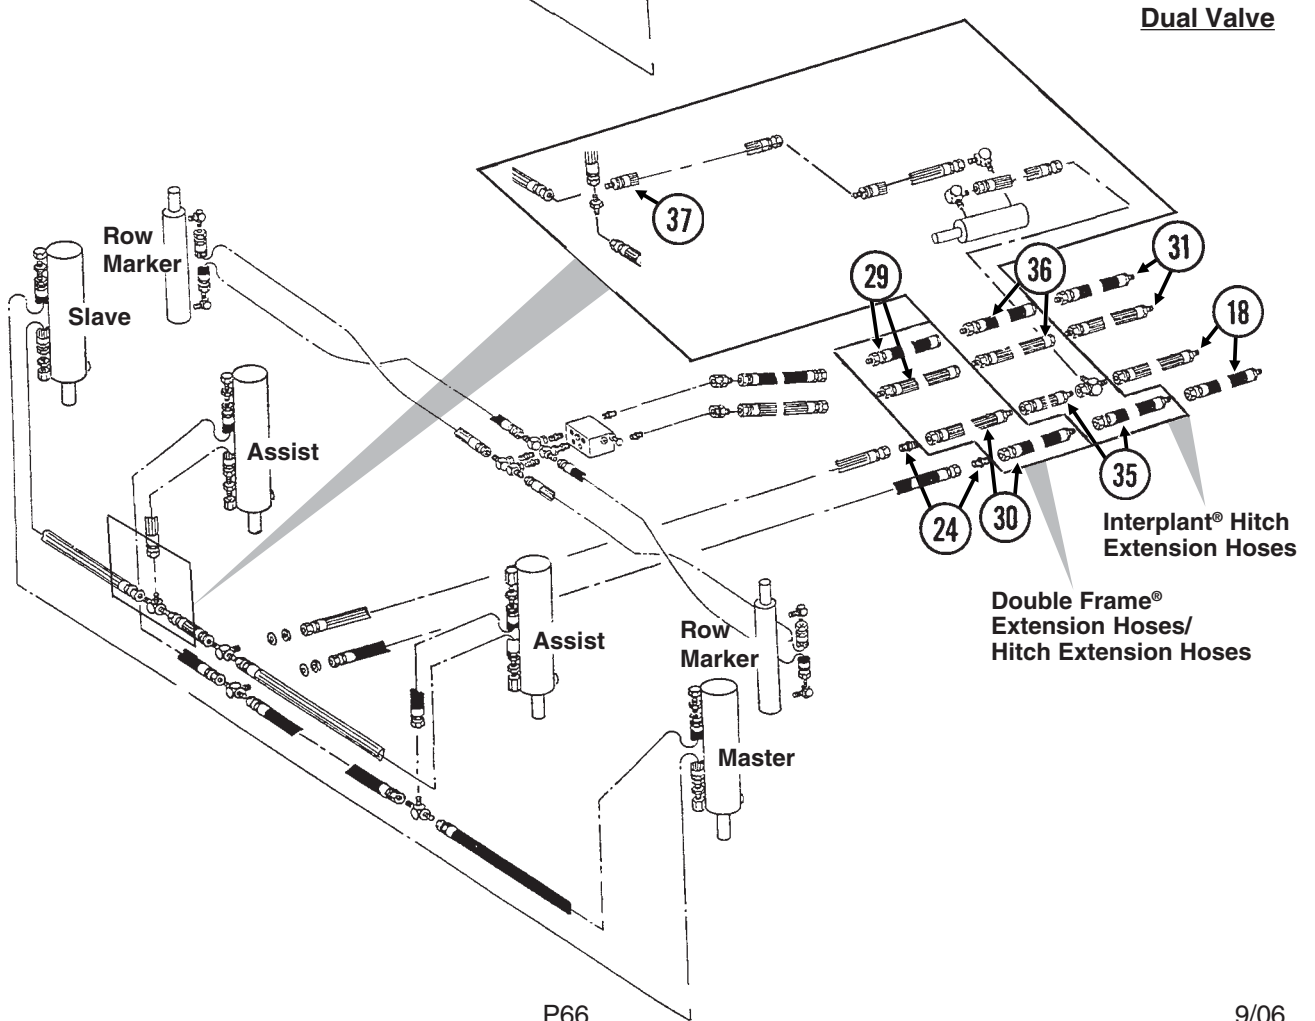 Dual Valve
37
Row
Marker
Slave
29
36
31
18
Assist
24
30
35
Interplant® Hitch
Extension Hoses
Double Frame®
Extension Hoses/
Hitch Extension Hoses
Assist
Row
Marker
Master
P66
9/06